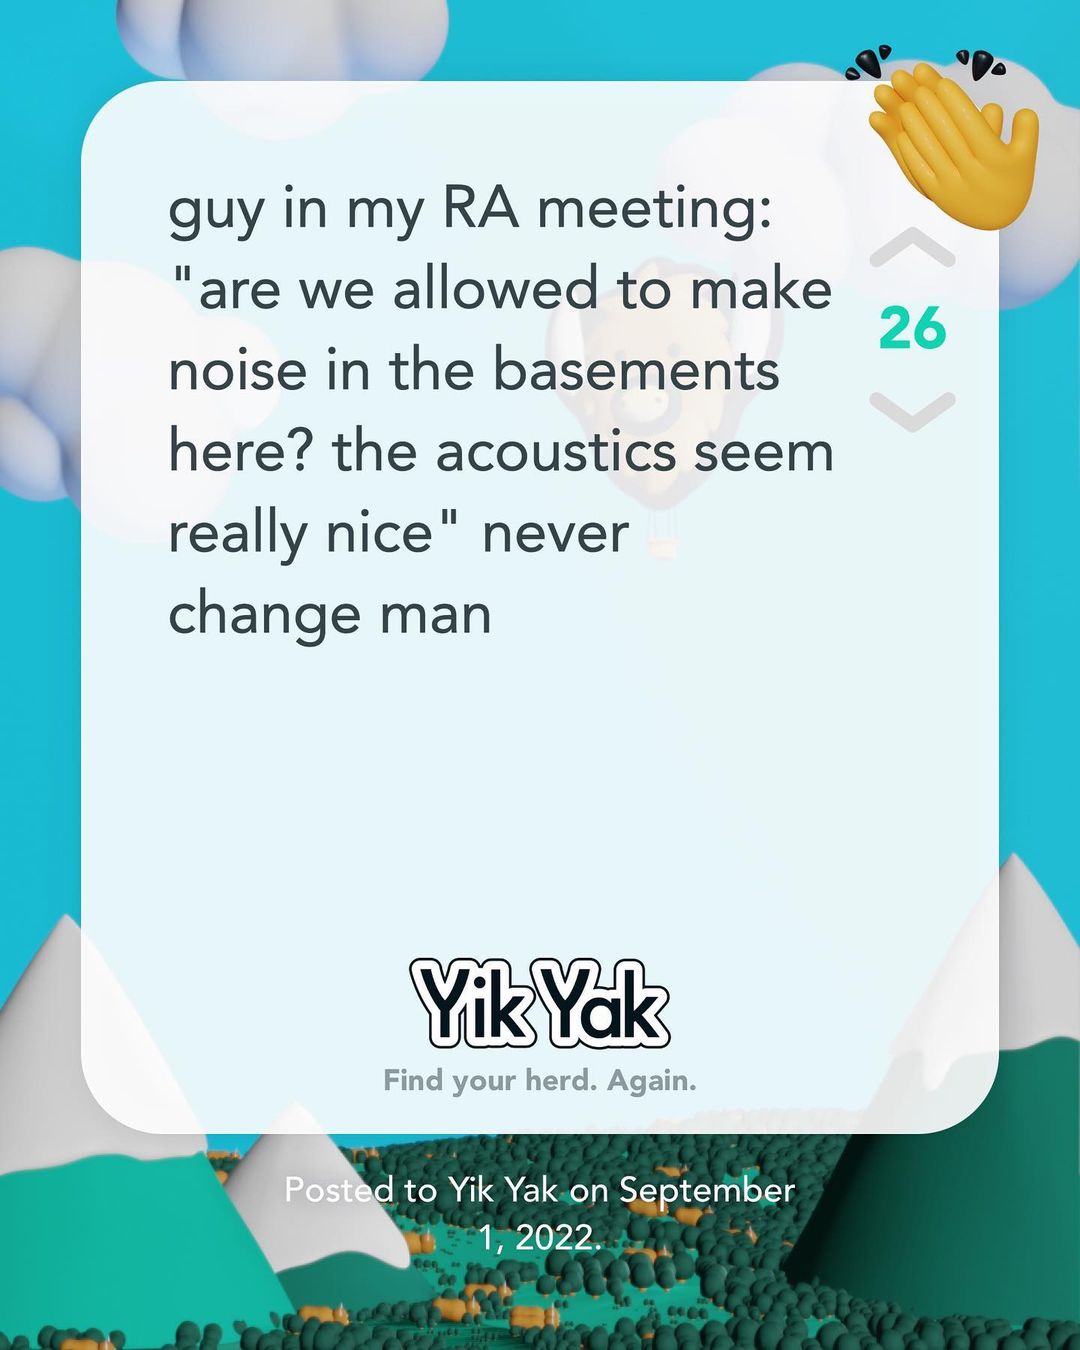 guy in my RA meeting:
"are we allowed to make
noise in the basements
here? the acoustics seem
really nice" never
change man
26
Yik Yak
Find your herd. Again.
Posted to Yik Yak on September
1, 2022.